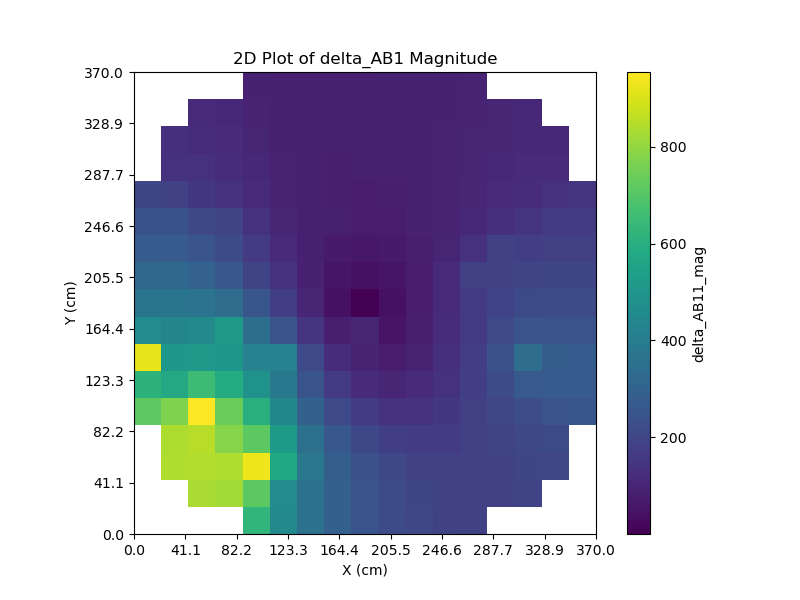 2D Plot of delta_AB1 Magnitude
370.0
328.9
287.7
246.6
205.5
164.4
123.3
82.2
41.1
0.0
Y (cm)
0.0 41.1 82.2 123.3 164.4 205.5 246.6 287.7 328.9 370.0
X (cm)
800
600
400
200
delta_AB11_mag